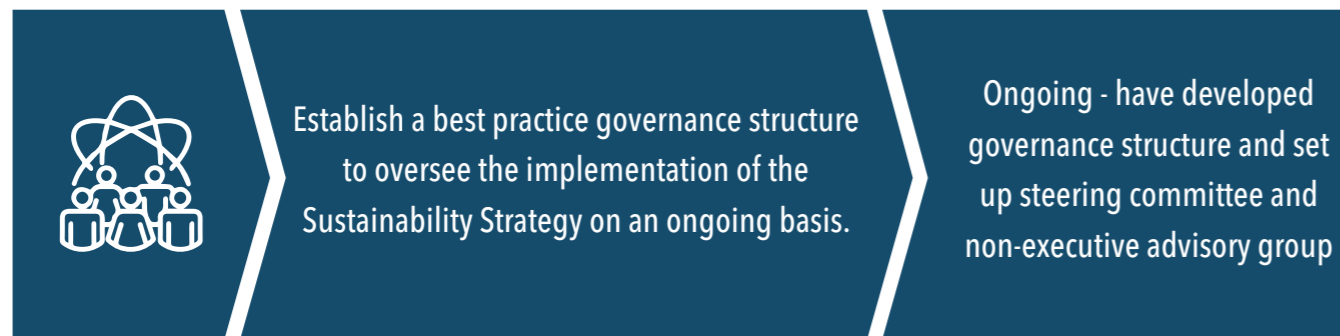 Establish a best practice governance structure
to oversee the implementation of the
Sustainability Strategy on an ongoing basis.
Ongoing - have developed
governance structure and set
up steering committee and
non-executive advisory group